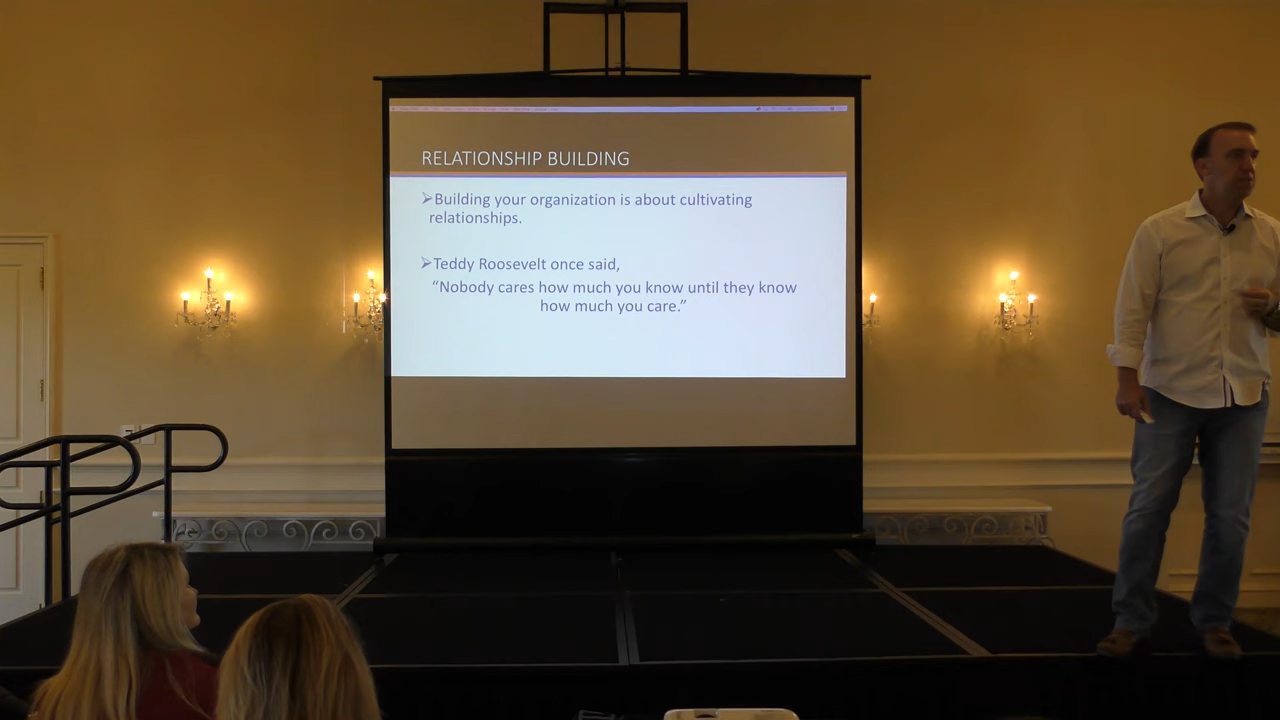 RELATIONSHIP BUILDING
➢Building your organization is about cultivating
relationships.
➢Teddy Roosevelt once said,
“Nobody cares how much you know until they know
how much you care.”